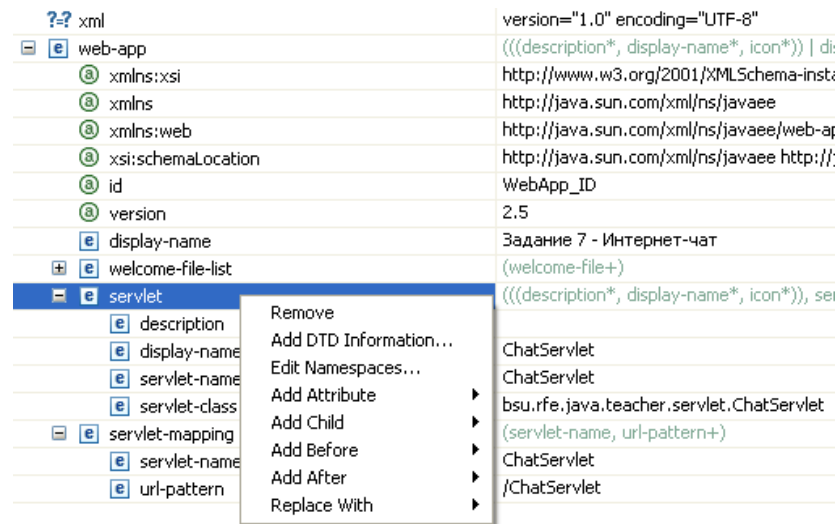 ?=? xml version="1.0" encoding="UTF-8"
e web-app (((description*, display-name*, icon*)) |
a xmlns:xsi http://www.w3.org/2001/XMLSchema-insta
a xmlns http://java.sun.com/xml/ns/javaee
a xmlns:web http://java.sun.com/xml/ns/javaee/web-ap
a xsi:schemaLocation http://java.sun.com/xml/ns/javaee http://j
a id WebApp_ID
a version 2.5
e display-name Задание 7 - Интернет-чат
e welcome-file-list (welcome-file+)
e servlet (((description*, display-name*, icon*)), ser
Remove
Add DTD Information...
Edit Namespaces...
Add Attribute
Add Child
Add Before
Add After
Replace With
e description
e display-name ChatServlet
e servlet-name ChatServlet
e servlet-class bsu.rfe.java.teacher.servlet.ChatServlet
e servlet-mapping (servlet-name, url-pattern+)
e servlet-name ChatServlet
e url-pattern /ChatServlet